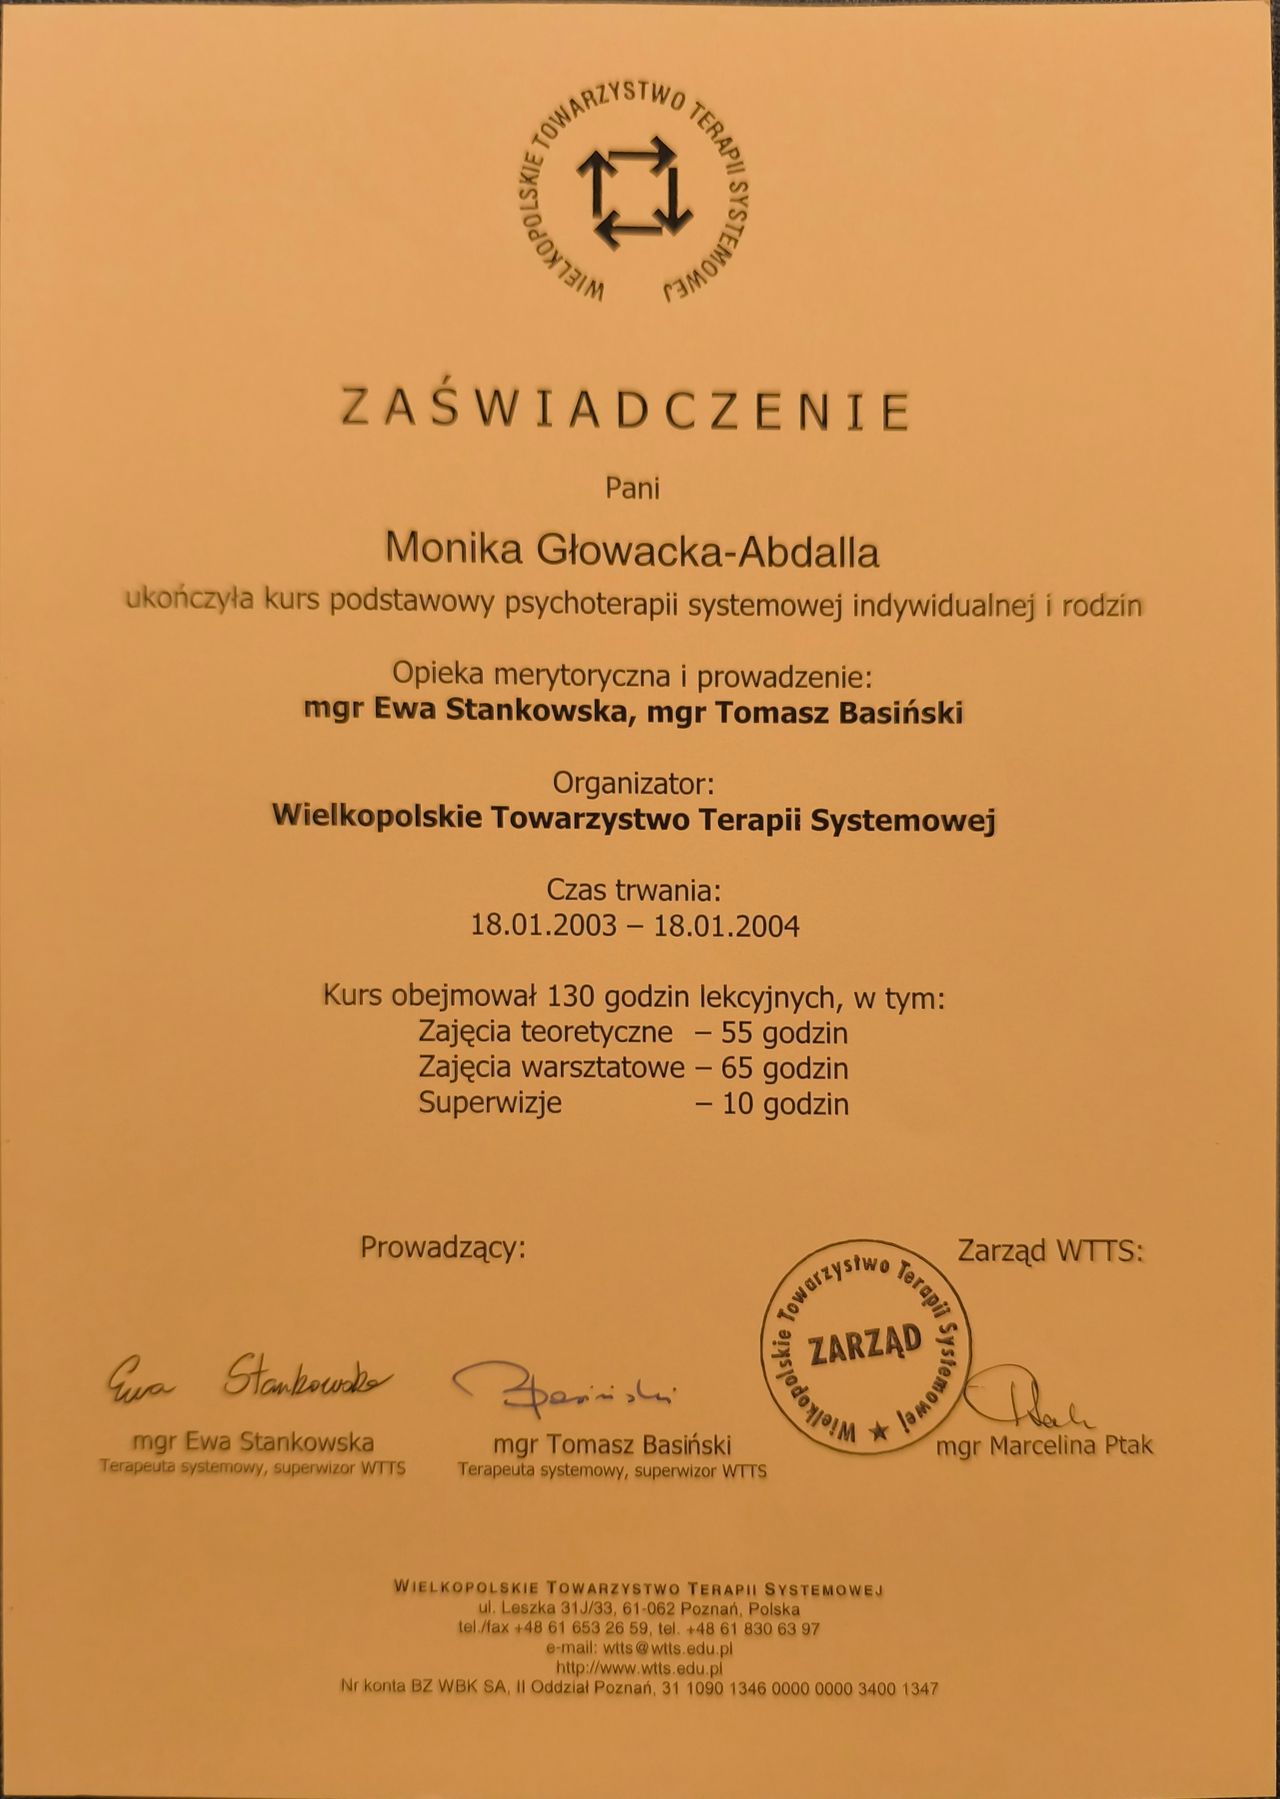 WIELKOPOLSKIE TOWARZYSTWO TERAPII SYSTEMOWEJ
ZAŚWIADCZENIE
Pani
Monika Głowacka-Abdalla
ukończyła kurs podstawowy psychoterapii systemowej indywidualnej i rodzin
Opieka merytoryczna i prowadzenie:
mgr Ewa Stankowska, mgr Tomasz Basiński
Organizator:
Wielkopolskie Towarzystwo Terapii Systemowej
Czas trwania:
18.01.2003 – 18.01.2004
Kurs obejmował 130 godzin lekcyjnych, w tym:
Zajęcia teoretyczne – 55 godzin
Zajęcia warsztatowe – 65 godzin
Superwizje – 10 godzin
Prowadzący:
Zarząd WTTS:
Wielkopolskie Towarzystwo Terapii Systemowej ★
ZARZĄD
Ewa Stankowska
TBasiński
Ptak
mgr Ewa Stankowska
Terapeuta systemowy, superwizor WTTS
mgr Tomasz Basiński
Terapeuta systemowy, superwizor WTTS
mgr Marcelina Ptak
WIELKOPOLSKIE TOWARZYSTWO TERAPII SYSTEMOWEJ
ul. Leszka 31J/33, 61-062 Poznań, Polska
tel./fax +48 61 653 26 59, tel. +48 61 830 63 97
e-mail: wtts@wtts.edu.pl
http://www.wtts.edu.pl
Nr konta BZ WBK SA, II Oddział Poznań, 31 1090 1346 0000 0000 3400 1347